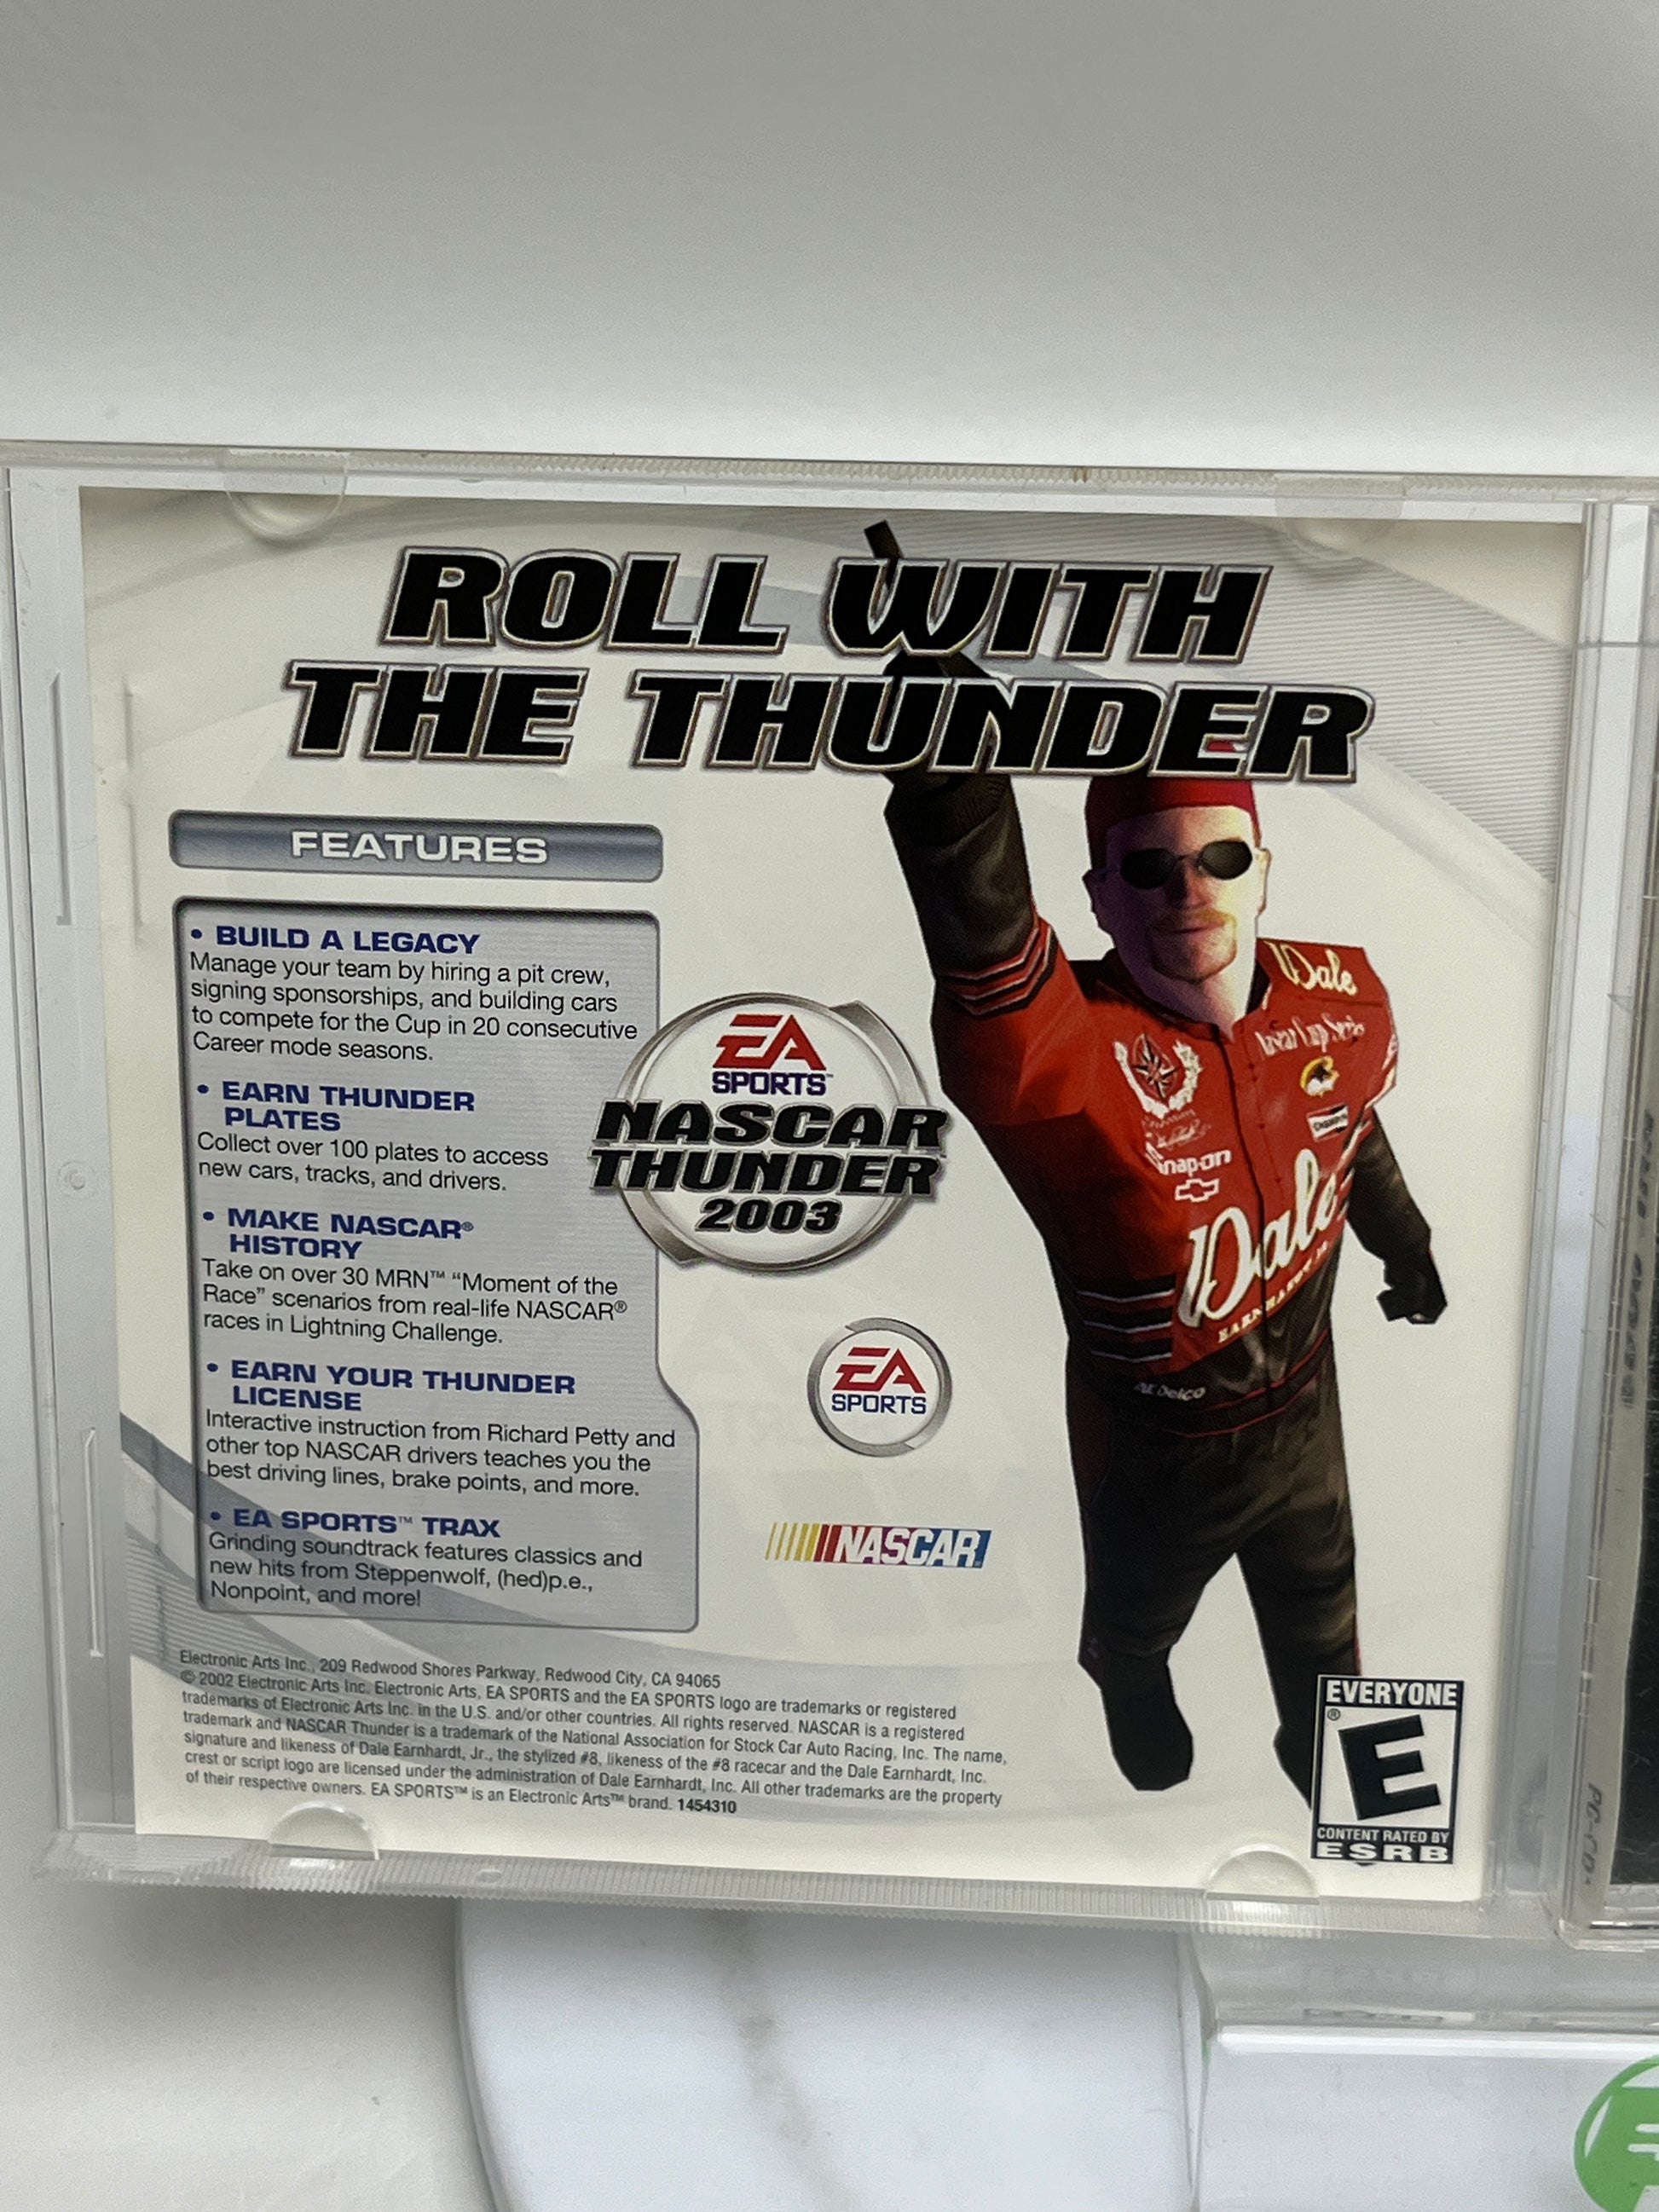 ROLL WITH
THE THUNDER
FEATURES
• BUILD A LEGACY
Manage your team by hiring a pit crew,
signing sponsorships, and building cars
to compete for the Cup in 20 consecutive
Career mode seasons.
• EARN THUNDER
PLATES
Collect over 100 plates to access
new cars, tracks, and drivers.
• MAKE NASCAR®
HISTORY
Take on over 30 MRN™ “Moment of the
Race” scenarios from real-life NASCAR®
races in Lightning Challenge.
• EARN YOUR THUNDER
LICENSE
Interactive instruction from Richard Petty and
other top NASCAR drivers teaches you the
best driving lines, brake points, and more.
• EA SPORTS™ TRAX
Grinding soundtrack features classics and
new hits from Steppenwolf, (hed)p.e.,
Nonpoint, and more!
EA
SPORTS™
NASCAR
THUNDER™
2003
EA
SPORTS
NASCAR
Dale
Champion
Snap-on
Dale
EARNHARDT
Delco
Electronic Arts Inc., 209 Redwood Shores Parkway, Redwood City, CA 94065
© 2002 Electronic Arts Inc. Electronic Arts, EA SPORTS and the EA SPORTS logo are trademarks or registered
trademarks of Electronic Arts Inc. in the U.S. and/or other countries. All rights reserved. NASCAR is a registered
trademark and NASCAR Thunder is a trademark of the National Association for Stock Car Auto Racing, Inc. The name,
signature and likeness of Dale Earnhardt, Jr., the stylized #8, likeness of the #8 racecar and the Dale Earnhardt, Inc.
crest or script logo are licensed under the administration of Dale Earnhardt, Inc. All other trademarks are the property
of their respective owners. EA SPORTS™ is an Electronic Arts™ brand. 1454310
EVERYONE
E
®
CONTENT RATED BY
ESRB
PC-CD